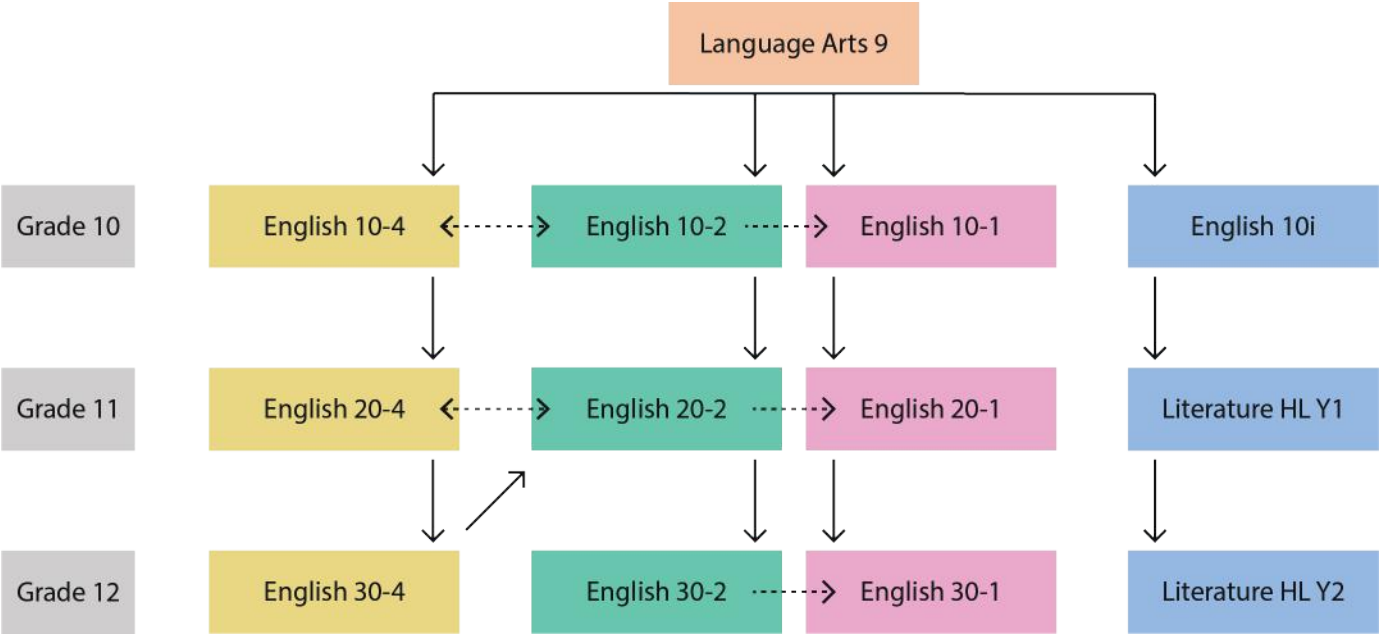 Language Arts 9
Grade 10
English 10-4
English 10-2
English 10-1
English 10i
Grade 11
English 20-4
English 20-2
English 20-1
Literature HL Y1
Grade 12
English 30-4
English 30-2
English 30-1
Literature HL Y2